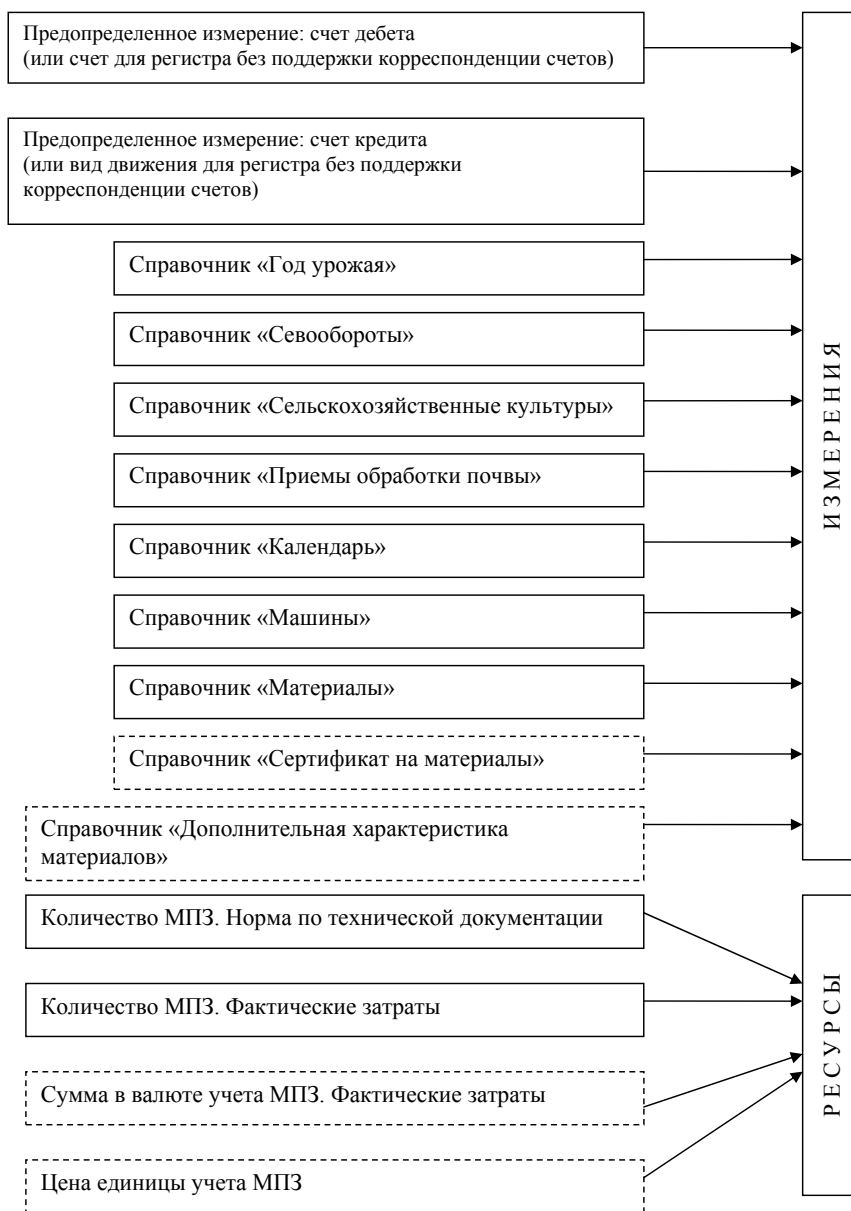 Предопределенное измерение: счет дебета
(или счет для регистра без поддержки корреспонденции счетов)
Предопределенное измерение: счет кредита
(или вид движения для регистра без поддержки
корреспонденции счетов)
Справочник «Год урожая»
Справочник «Севообороты»
Справочник «Сельскохозяйственные культуры»
Справочник «Приемы обработки почвы»
Справочник «Календарь»
Справочник «Машины»
Справочник «Материалы»
Справочник «Сертификат на материалы»
Справочник «Дополнительная характеристика
материалов»
ИЗМЕРЕНИЯ
Количество МПЗ. Норма по технической документации
Количество МПЗ. Фактические затраты
Сумма в валюте учета МПЗ. Фактические затраты
Цена единицы учета МПЗ
РЕСУРСЫ